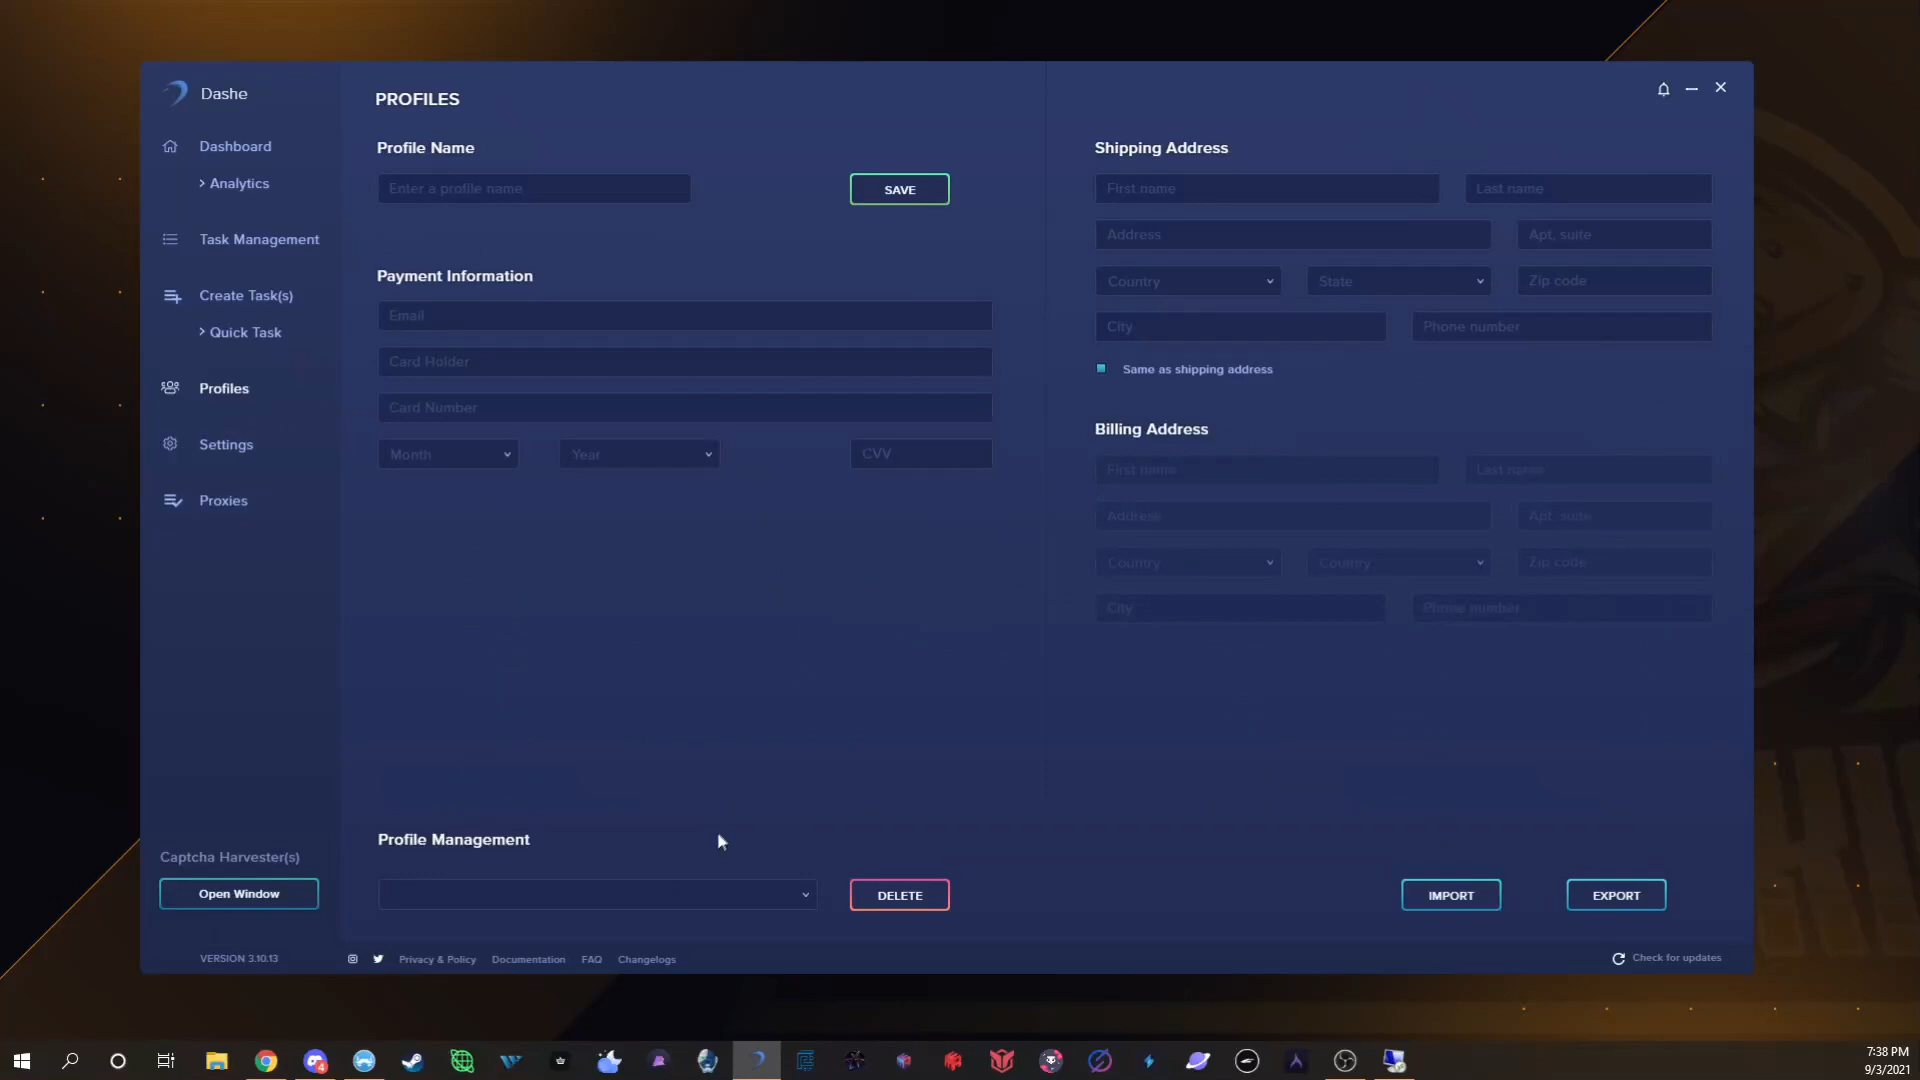 Dashe
Dashboard
> Analytics
Task Management
Create Task(s)
> Quick Task
Profiles
Settings
Proxies
Captcha Harvester(s)
Open Window
VERSION 3.10.13
PROFILES
Profile Name
Enter a profile name
SAVE
Payment Information
Email
Card Holder
Card Number
Month Year CVV
Profile Management
DELETE
Shipping Address
First name Last name
Address Apt, suite
Country State Zip code
City Phone number
Same as shipping address
Billing Address
First name Last name
Address Apt, suite
Country Country Zip code
City Phone number
IMPORT EXPORT
Privacy & Policy Documentation FAQ Changelogs
Check for updates
4
7:38 PM
9/3/2021